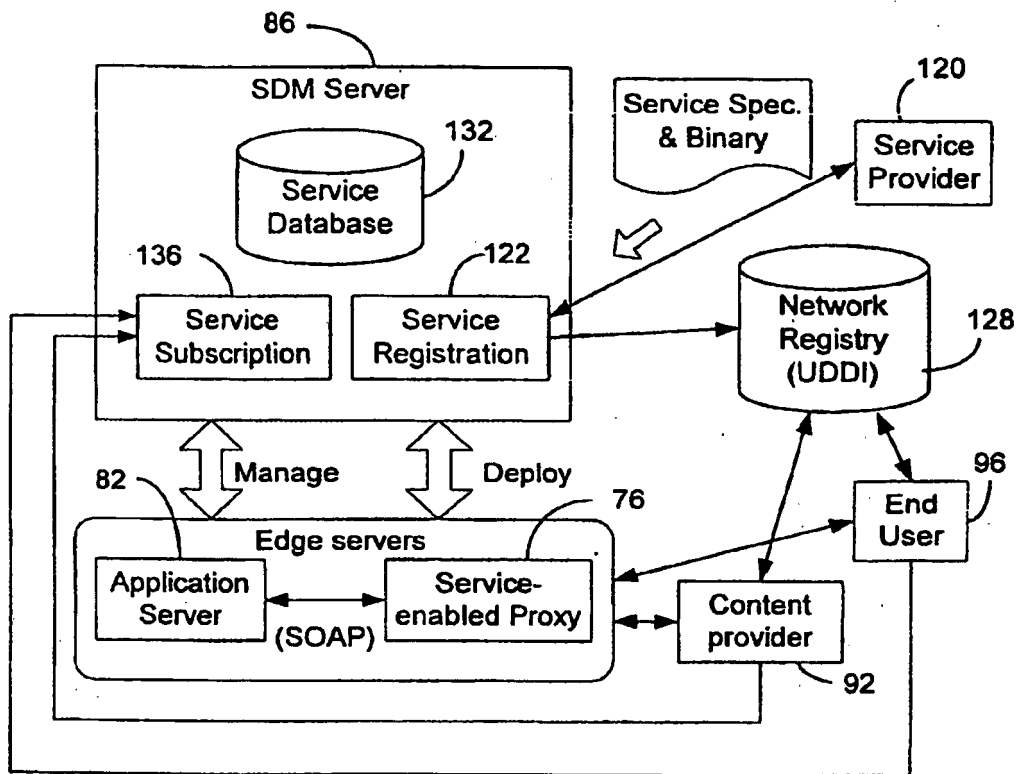 86
SDM Server
Service Spec.
& Binary
120
Service
Provider
132
Service
Database
136
122
Service
Subscription
Service
Registration
Network
Registry
(UDDI)
128
Manage
Deploy
82
76
96
End
User
Edge servers
Application
Server
Service-
enabled Proxy
(SOAP)
Content
provider
92